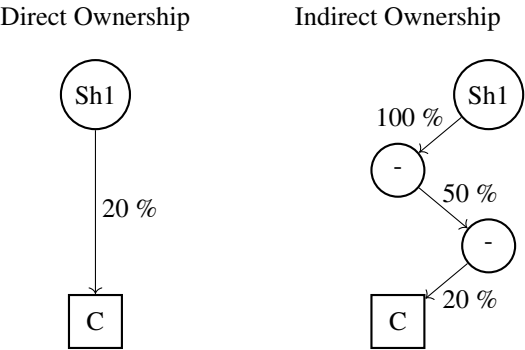 Direct Ownership
Indirect Ownership
Sh1
Sh1
100 %
-
50 %
20 %
-
20 %
C
C